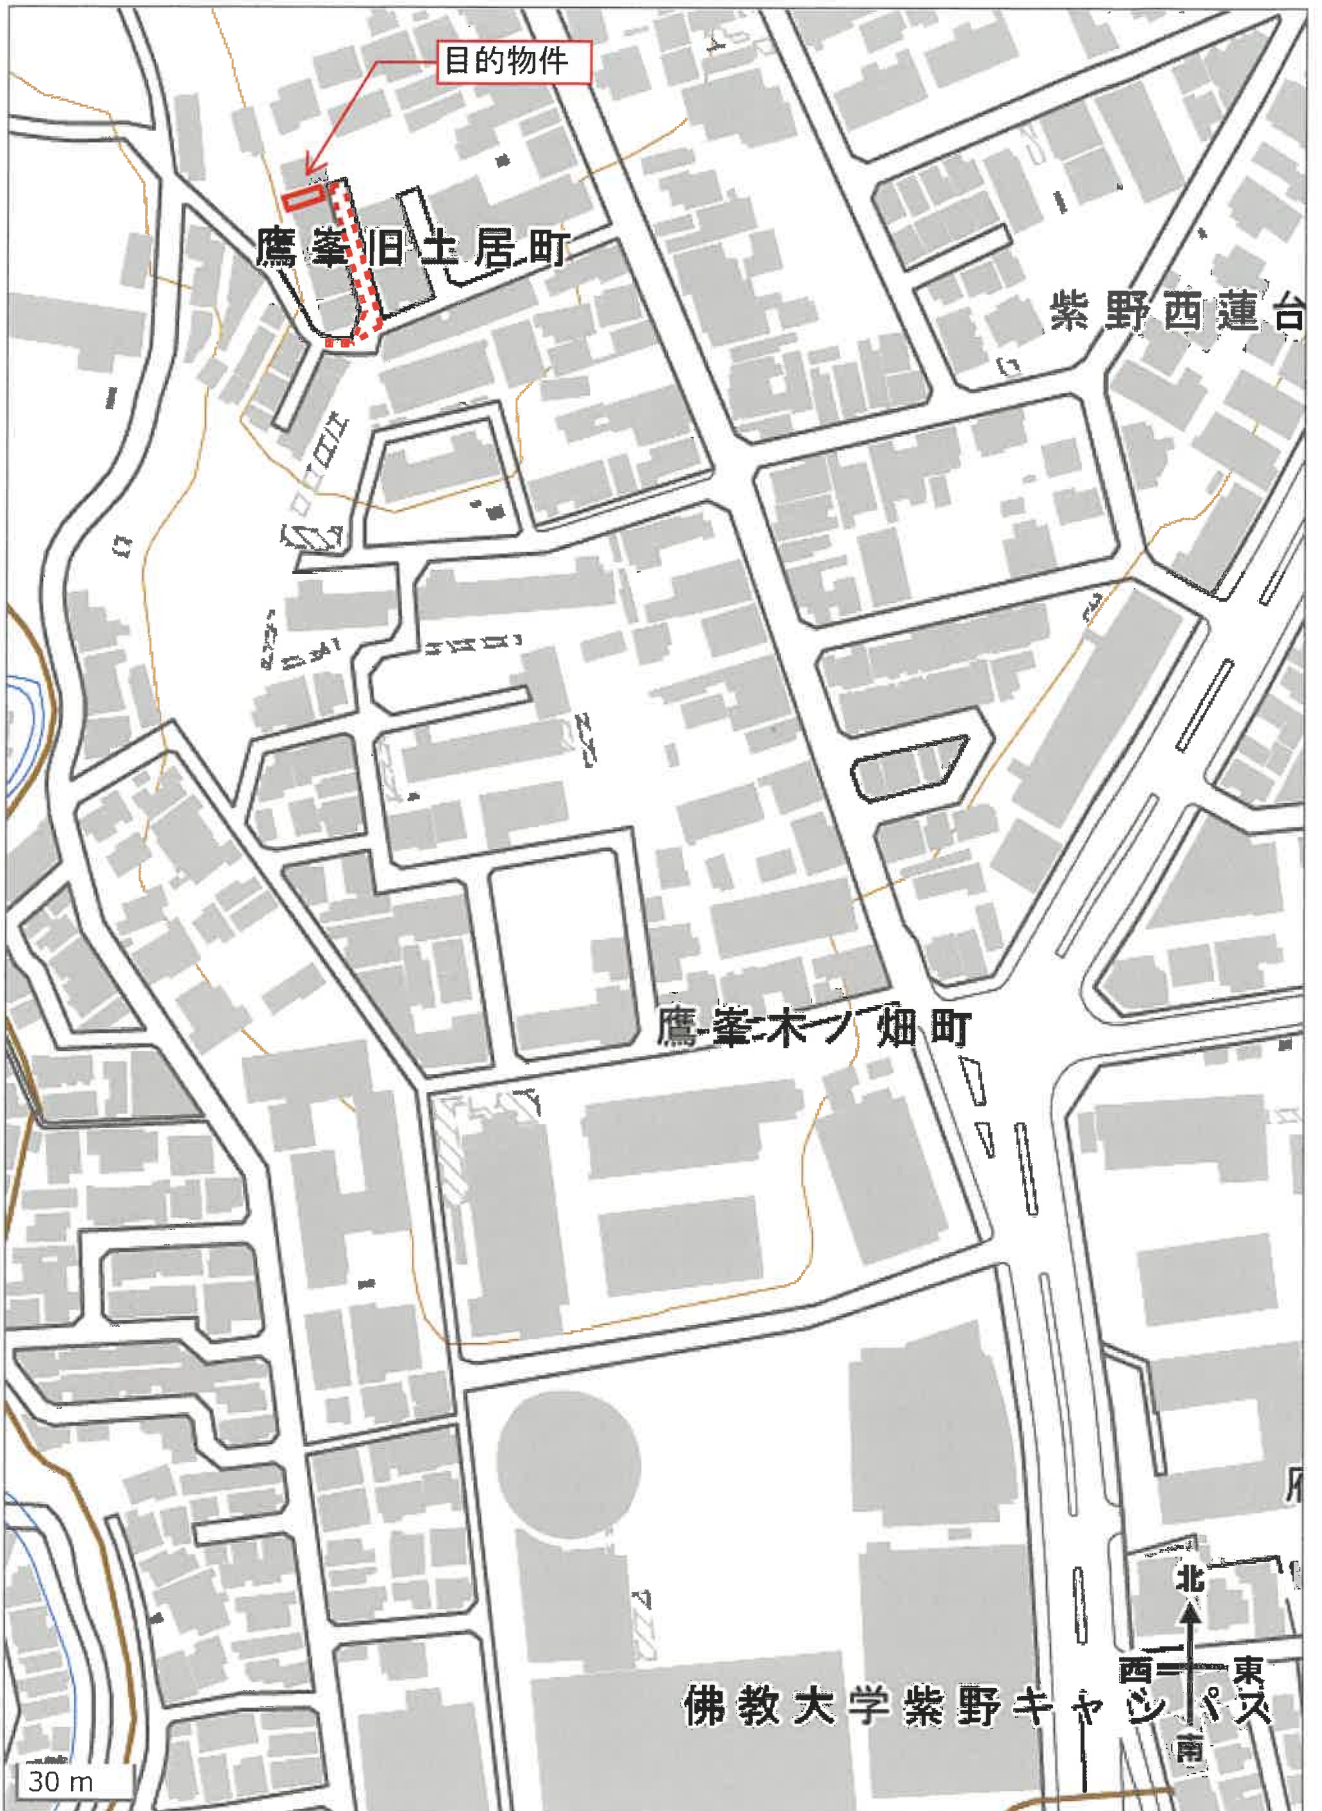 目的物件
鷹峯旧土居町
紫野西蓮台
鷹峯木ノ畑町
北
西 東
佛教大学紫野キャンパス
南
30 m